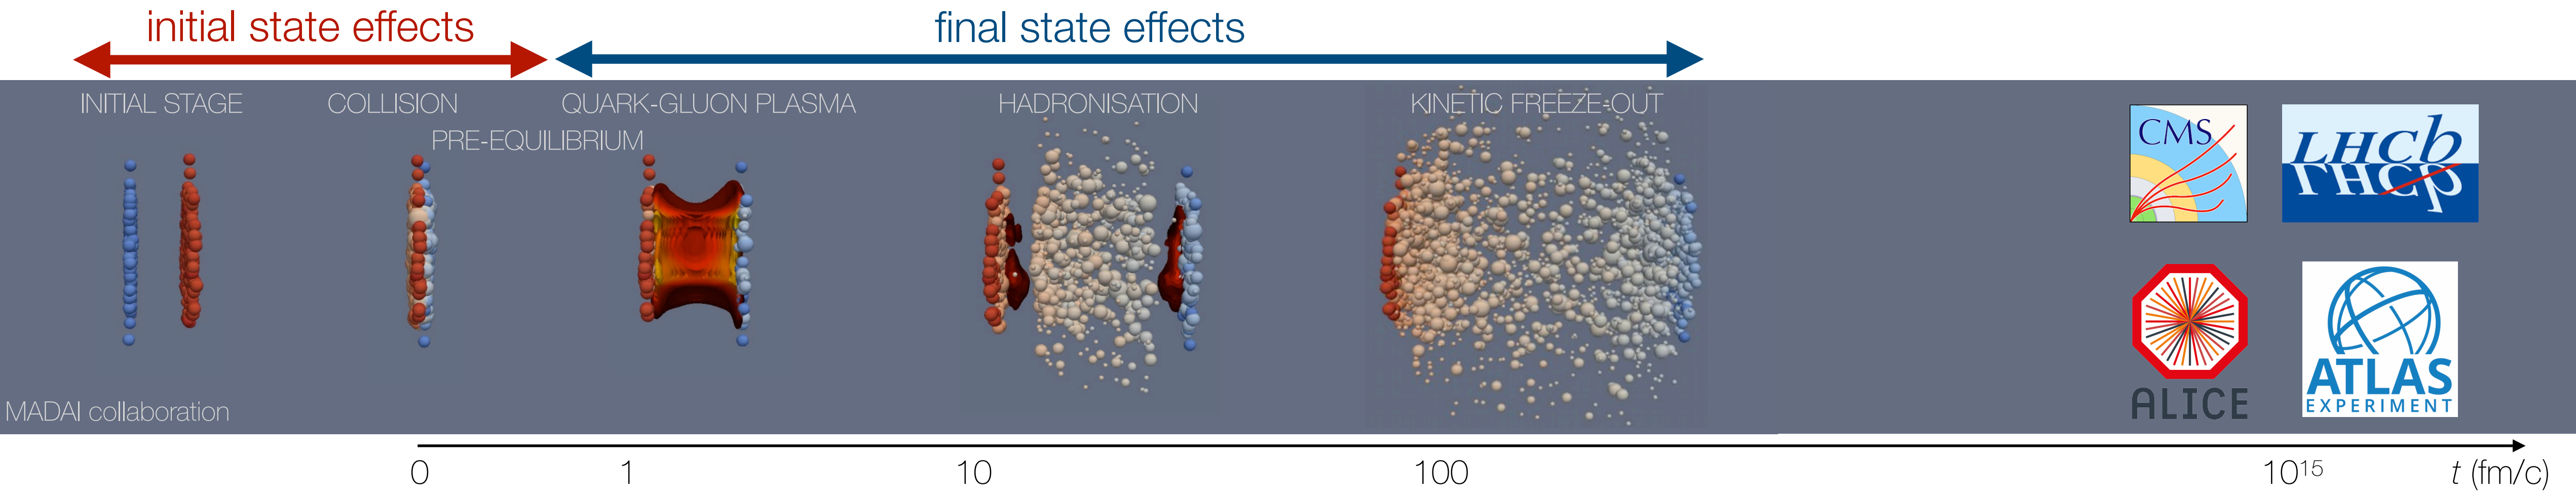 initial state effects
final state effects
INITIAL STAGE
COLLISION
QUARK-GLUON PLASMA
HADRONISATION
KINETIC FREEZE-OUT
PRE-EQUILIBRIUM
CMS
LHCb
LHCb
ALICE
ATLAS
EXPERIMENT
MADAI collaboration
0
1
10
100
10¹⁵
t (fm/c)